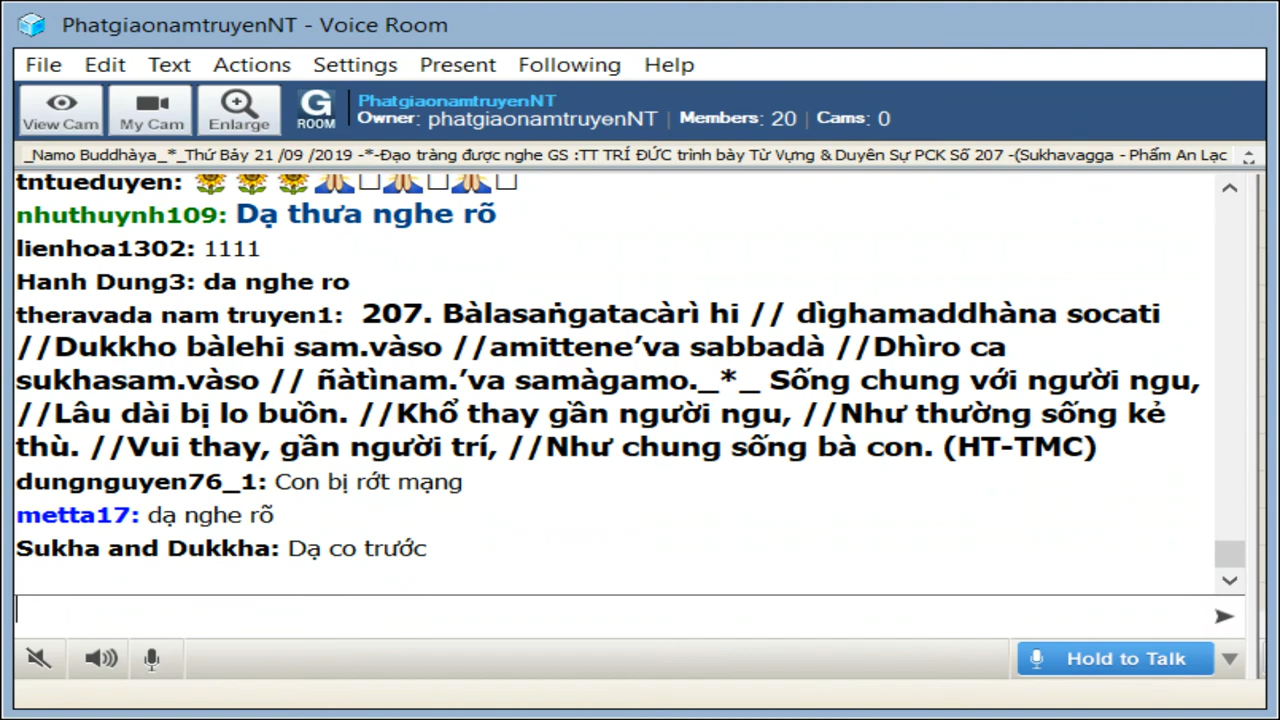 PhatgiaonamtruyenNT - Voice Room
File Edit Text Actions Settings Present Following Help
View Cam My Cam Enlarge G ROOM PhatgiaonamtruyenNT
Owner: phatgiaonamtruyenNT Members: 20 Cams: 0
_Namo Buddhàya_*_Thứ Bảy 21 /09 /2019 -*-Đạo tràng được nghe GS :TT TRÍ ĐỨC trình bày Từ Vựng & Duyên Sự PCK Số 207 -(Sukhavagga - Phẩm An Lạc
tntueduyen: 🌻 🌻 🌻🙏□🙏□🙏□
nhuthuynh109: Dạ thưa nghe rõ
lienhoa1302: 1111
Hanh Dung3: da nghe ro
theravada nam truyen1: 207. Bàlasaṅgatacàrì hi // dìghamaddhàna socati
//Dukkho bàlehi sam.vàso //amittene’va sabbadà //Dhìro ca
sukhasam.vàso // ñàtìnam.’va samàgamo._*_ Sống chung với người ngu,
//Lâu dài bị lo buồn. //Khổ thay gần người ngu, //Như thường sống kẻ
thù. //Vui thay, gần người trí, //Như chung sống bà con. (HT-TMC)
dungnguyen76_1: Con bị rớt mạng
metta17: dạ nghe rõ
Sukha and Dukkha: Dạ co trước
Hold to Talk